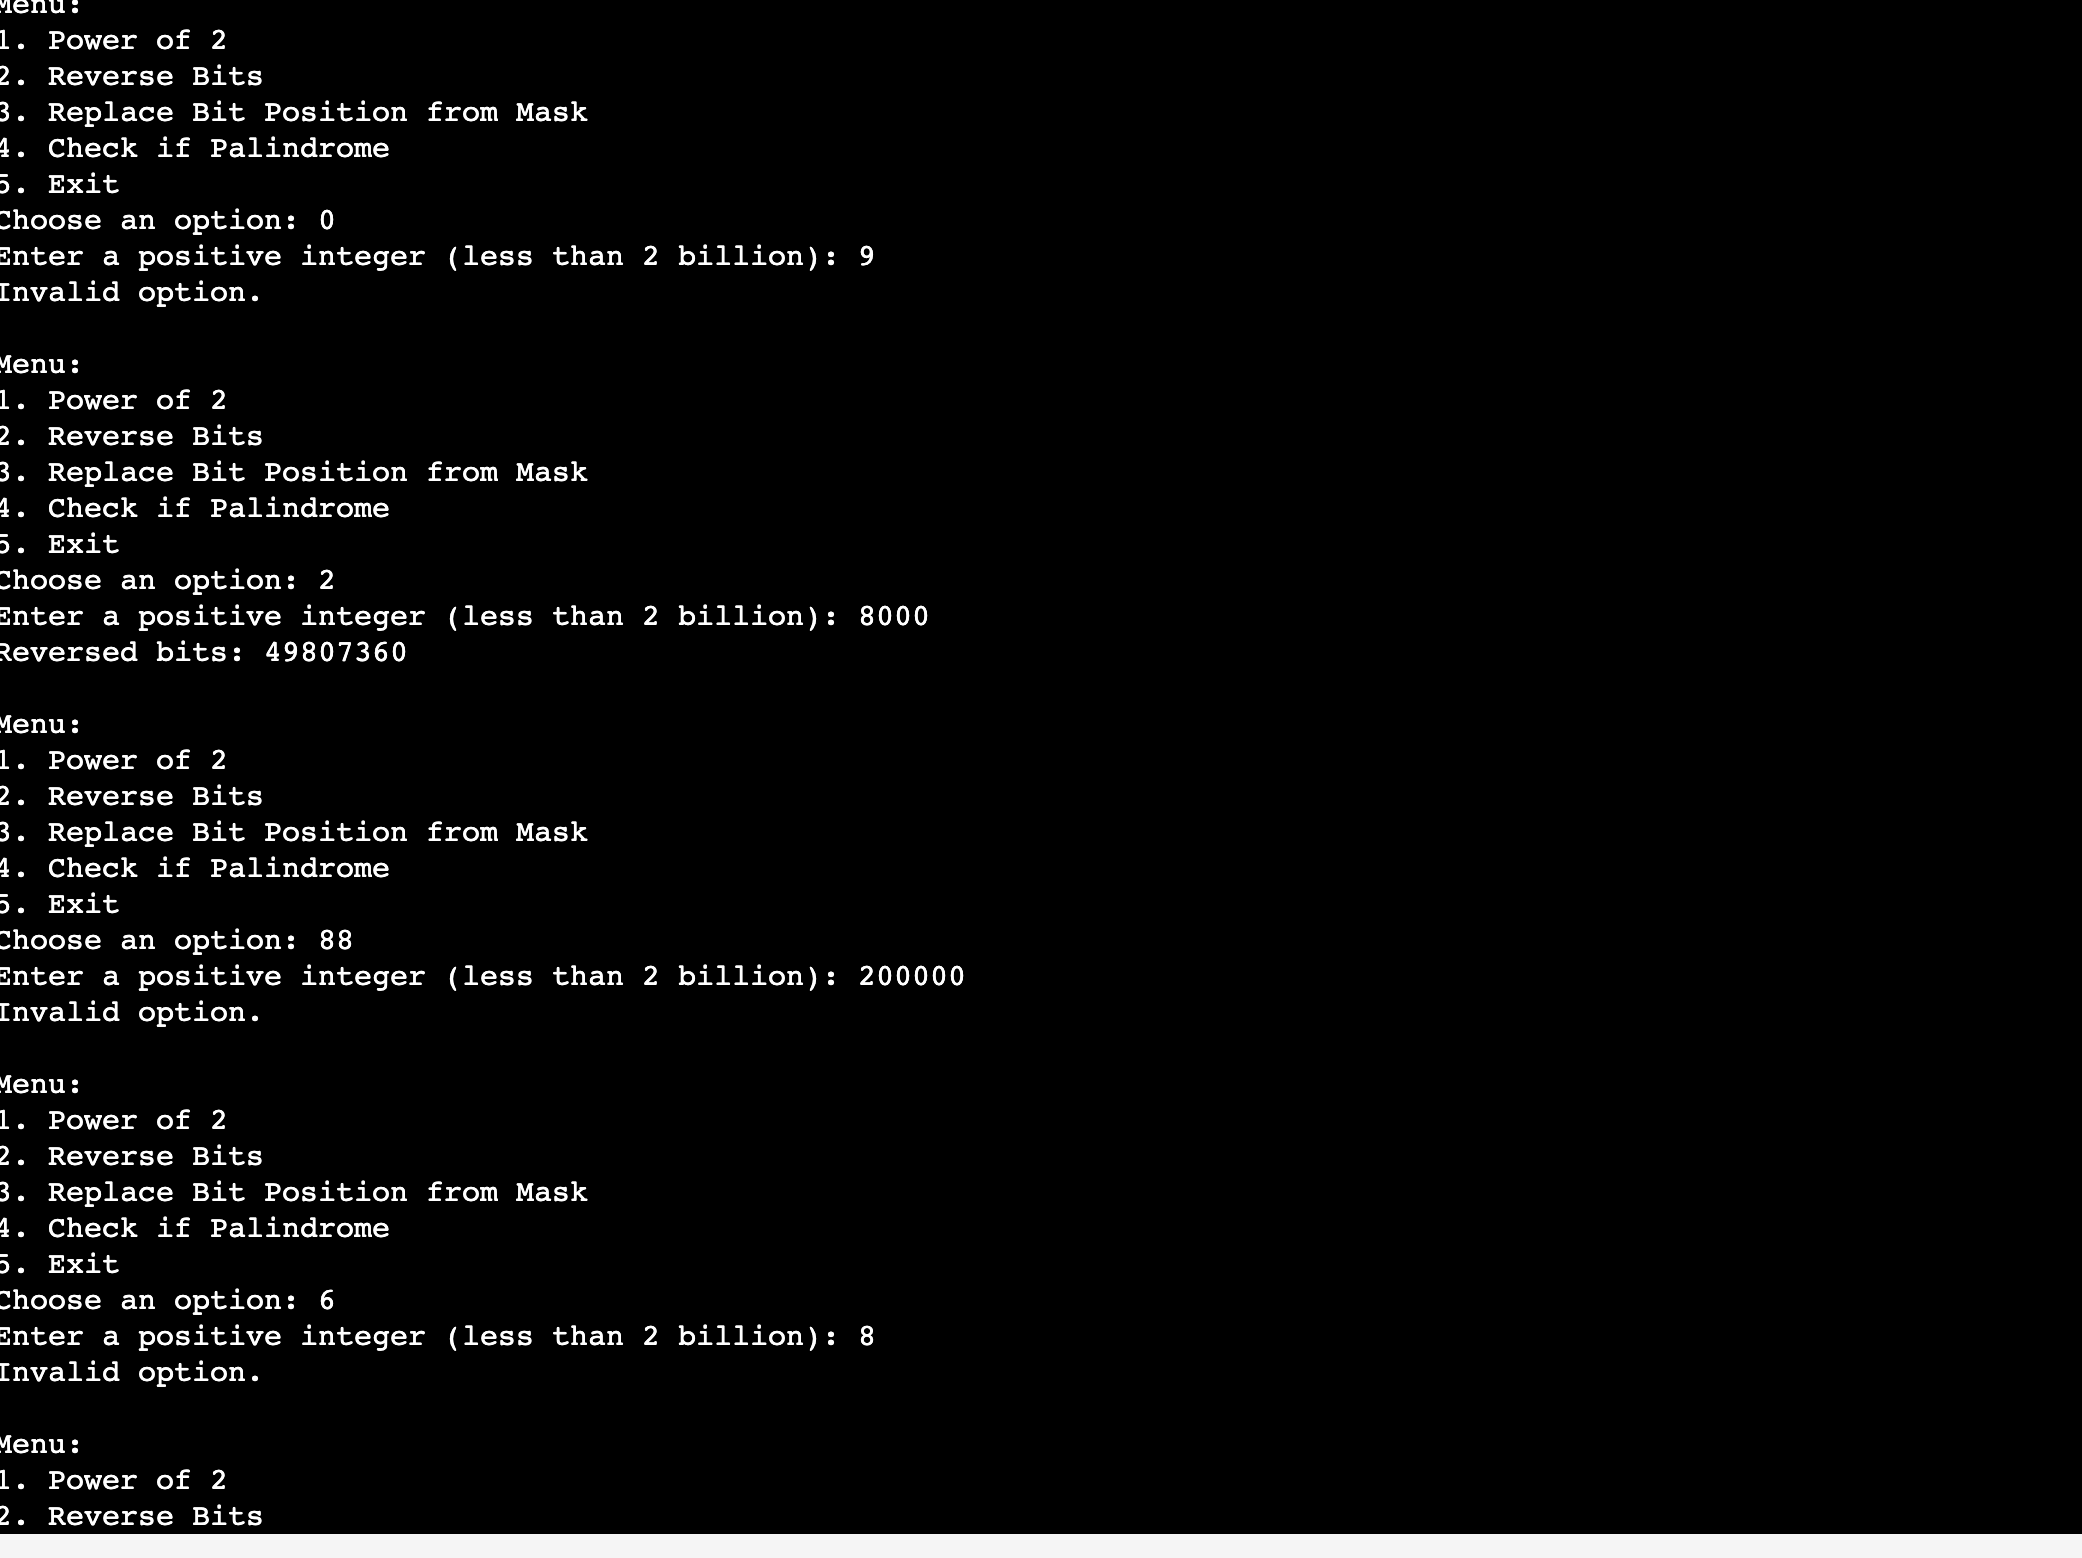 Menu:
1. Power of 2
2. Reverse Bits
3. Replace Bit Position from Mask
4. Check if Palindrome
5. Exit
Choose an option: 0
Enter a positive integer (less than 2 billion): 9
Invalid option.
Menu:
1. Power of 2
2. Reverse Bits
3. Replace Bit Position from Mask
4. Check if Palindrome
5. Exit
Choose an option: 2
Enter a positive integer (less than 2 billion): 8000
Reversed bits: 49807360
Menu:
1. Power of 2
2. Reverse Bits
3. Replace Bit Position from Mask
4. Check if Palindrome
5. Exit
Choose an option: 88
Enter a positive integer (less than 2 billion): 200000
Invalid option.
Menu:
1. Power of 2
2. Reverse Bits
3. Replace Bit Position from Mask
4. Check if Palindrome
5. Exit
Choose an option: 6
Enter a positive integer (less than 2 billion): 8
Invalid option.
Menu:
1. Power of 2
2. Reverse Bits